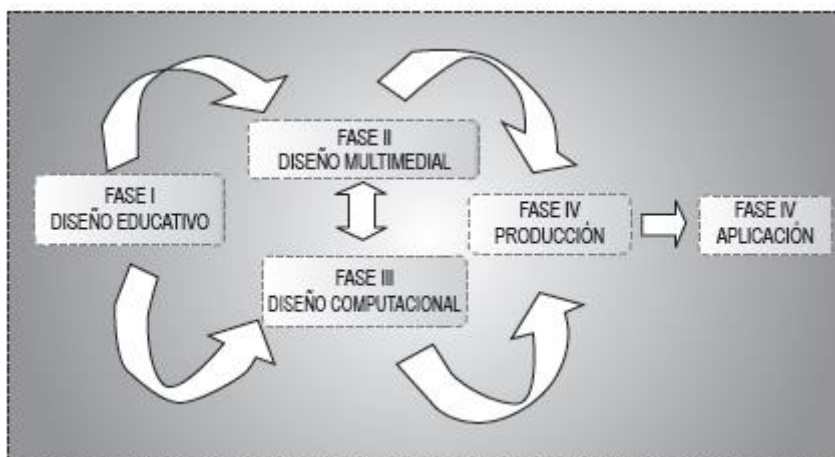 FASE I
DISEÑO EDUCATIVO
FASE II
DISEÑO MULTIMEDIAL
FASE III
DISEÑO COMPUTACIONAL
FASE IV
PRODUCCIÓN
FASE IV
APLICACIÓN